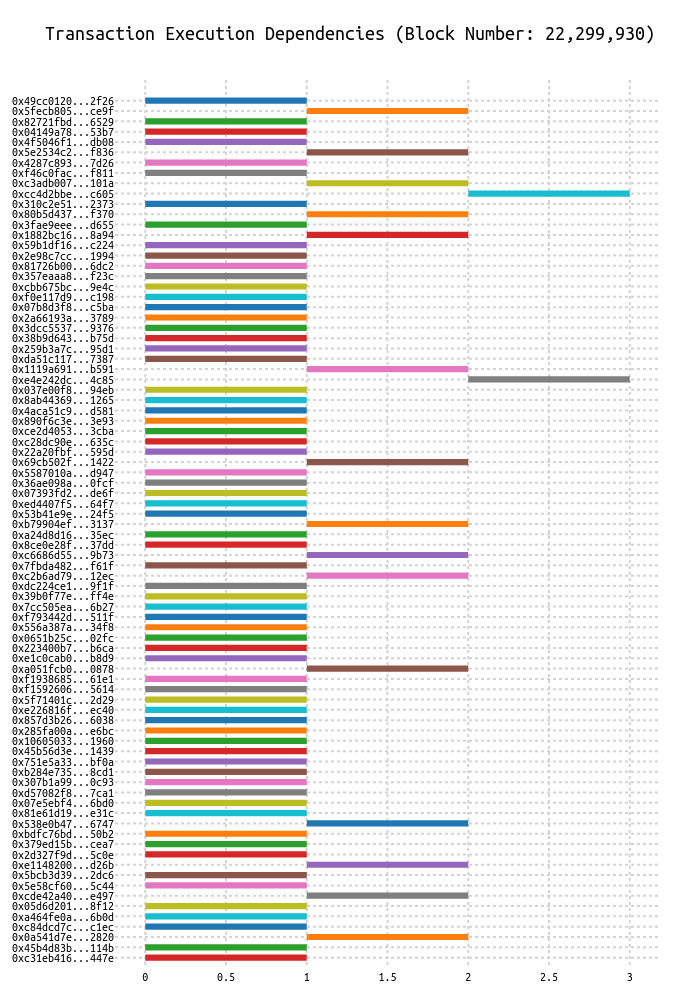 Transaction Execution Dependencies (Block Number: 22,299,930)
0x49cc0120...2f26
0x5fecb805...ce9f
0x82721fbd...6529
0x04149a78...53b7
0x4f5046f1...db08
0x5e2534c2...f836
0x4287c893...7d26
0xf46c0fac...f811
0xc3adb007...101a
0xcc4d2bbe...c605
0x310c2e51...2373
0x80b5d437...f370
0x3fae9eee...d655
0x1882bc16...8a94
0x59b1df16...c224
0x2e98c7cc...1994
0x81726b00...6dc2
0x357eaaa8...f23c
0xcbb675bc...9e4c
0xf0e117d9...c198
0x07b8d3f8...c5ba
0x2a66193a...3789
0x3dcc5537...9376
0x38b9d643...b75d
0x259b3a7c...95d1
0xda51c117...7387
0x1119a691...b591
0xe4e242dc...4c85
0x037e00f8...94eb
0x8ab44369...1265
0x4aca51c9...d581
0x890f6c3e...3e93
0xce2d4053...3cba
0xc28dc90e...635c
0x22a20fbf...595d
0x69cb502f...1422
0x5587010a...d947
0x36ae098a...0fcf
0x07393fd2...de6f
0xed4407f5...64f7
0x53b41e9e...24f5
0xb79904ef...3137
0xa24d8d16...35ec
0x8ce0e28f...37dd
0xc6686d55...9b73
0x7fbda482...f61f
0xc2b6ad79...12ec
0xdc224ce1...9f1f
0x39b0f77e...ff4e
0x7cc505ea...6b27
0xf793442d...511f
0x556a387a...34f8
0x0651b25c...02fc
0x223400b7...b6ca
0xe1c0cab0...b8d9
0xa051fcb0...0878
0xf1938685...61e1
0xf1592606...5614
0x5f71401c...2d29
0xe226816f...ec40
0x857d3b26...6038
0x285fa00a...e6bc
0x10605033...1960
0x45b56d3e...1439
0x751e5a33...bf0a
0xb284e735...8cd1
0x307b1a99...0c93
0xd57082f8...7ca1
0x07e5ebf4...6bd0
0x81e61d19...e31c
0x538e0b47...6747
0xbdfc76bd...50b2
0x379ed15b...cea7
0x2d327f9d...5c0e
0xe1148200...d26b
0x5bcb3d39...2dc6
0x5e58cf60...5c44
0xcde42a40...e497
0x05d6d201...8f12
0xa464fe0a...6b0d
0xc84dcd7c...c1ec
0x0a541d7e...2820
0x45b4d83b...114b
0xc31eb416...447e
0 0.5 1 1.5 2 2.5 3